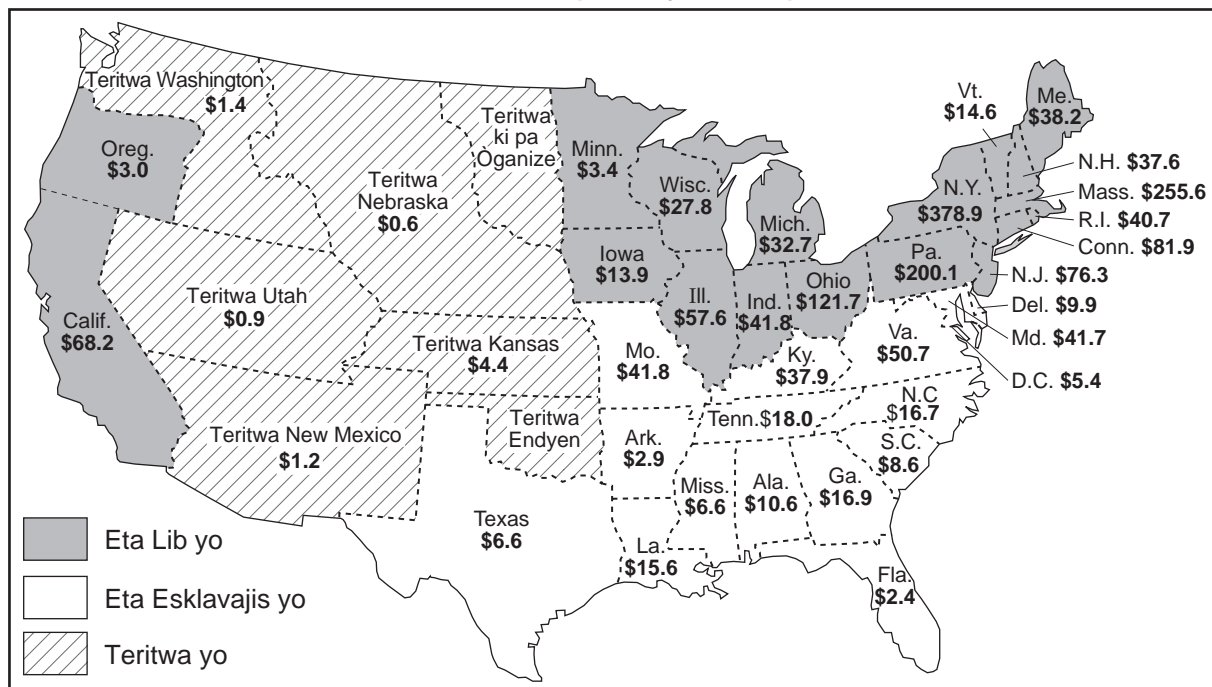 Teritwa Washington
$1.4
Oreg.
$3.0
Calif.
$68.2
Teritwa
Nebraska
$0.6
Teritwa
ki pa
Oganize
Teritwa Utah
$0.9
Teritwa Kansas
$4.4
Teritwa New Mexico
$1.2
Teritwa
Endyen
Texas
$6.6
Minn.
$3.4
Wisc.
$27.8
Mich.
$32.7
Iowa
$13.9
Ill.
$57.6
Ind.
$41.8
Ohio
$121.7
Mo.
$41.8
Ky.
$37.9
Tenn.$18.0
Ark.
$2.9
Miss.
$6.6
Ala.
$10.6
Ga.
$16.9
La.
$15.6
Fla.
$2.4
S.C.
$8.6
N.C
$16.7
Va.
$50.7
Pa.
$200.1
N.Y.
$378.9
Vt.
$14.6
Me.
$38.2
N.H. $37.6
Mass. $255.6
R.I. $40.7
Conn. $81.9
N.J. $76.3
Del. $9.9
Md. $41.7
D.C. $5.4
Eta Lib yo
Eta Esklavajis yo
Teritwa yo